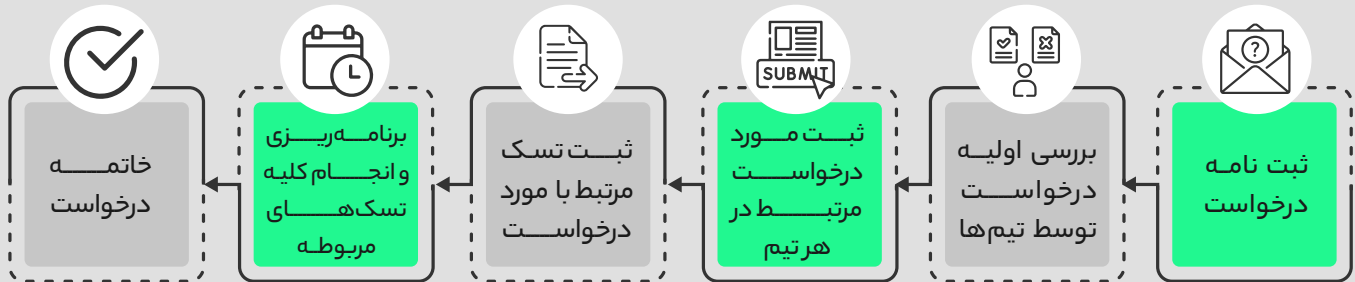 ثبت نامه
درخواست
بررسی اولیه
درخواست
توسط تیم‌ها
SUBMIT
ثبت مورد
درخواست
مرتبط در
هر تیم
ثبت تسک
مرتبط با مورد
درخواست
برنامه‌ریزی
و انجام کلیه
تسک‌های
مربوطه
خاتمه
درخواست